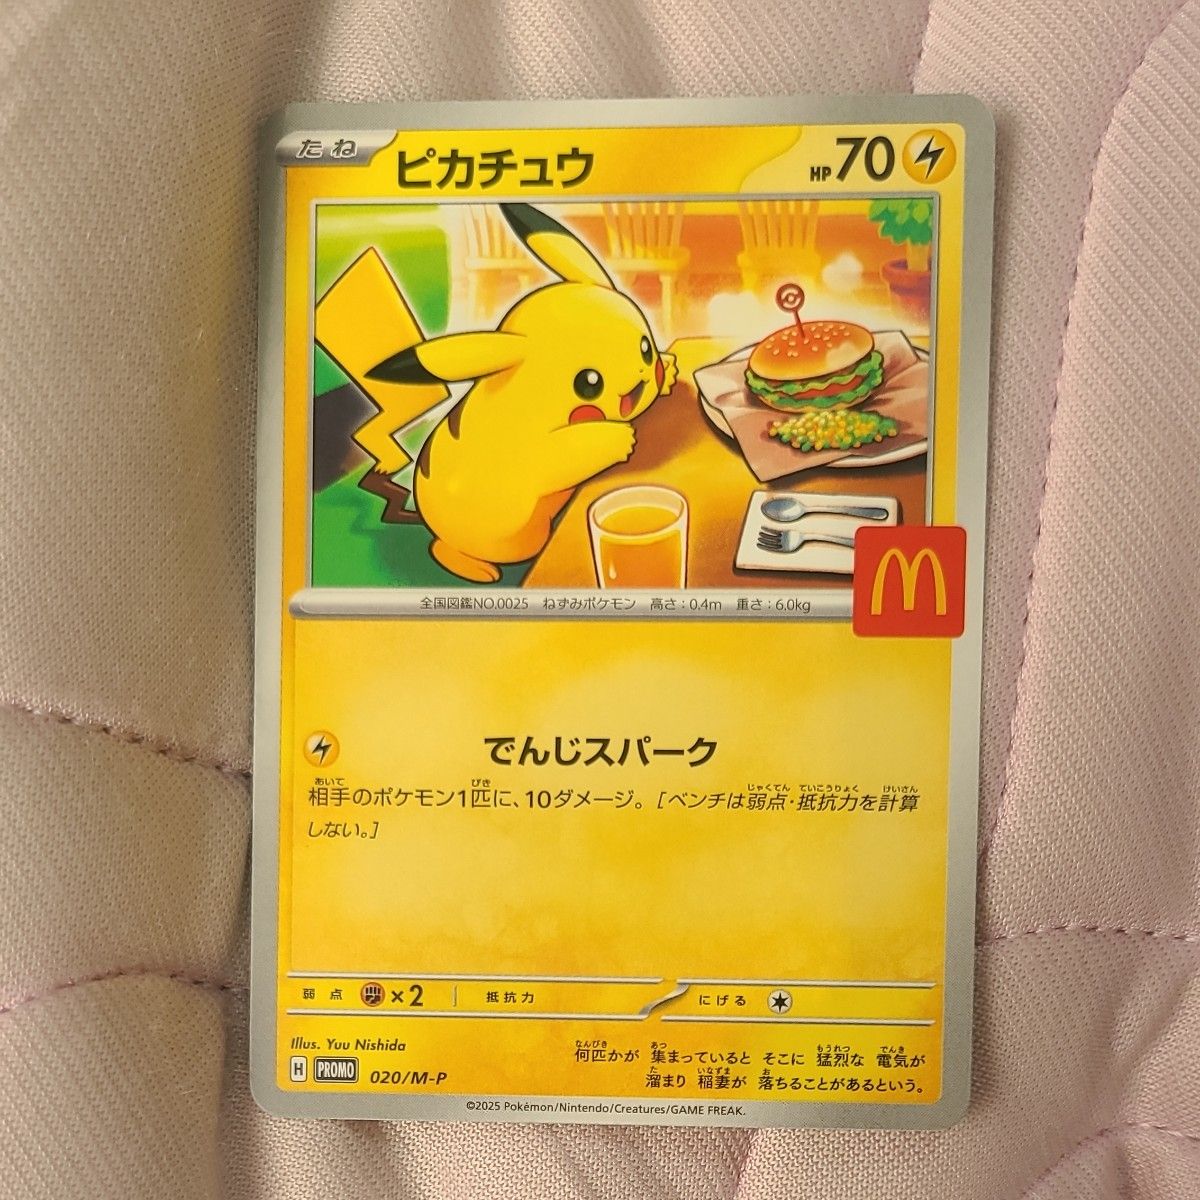 たね ピカチュウ HP70
M
全国図鑑NO.0025 ねずみポケモン 高さ:0.4m 重さ:6.0kg
でんじスパーク
相手のポケモン1匹に、10ダメージ。[ベンチは弱点・抵抗力を計算
しない。]
弱点 ×2 抵抗力 にげる
Illus. Yuu Nishida
H PROMO 020/M-P
何匹かが 集まっていると そこに 猛烈な 電気が
溜まり 稲妻が 落ちることがあるという。
©2025 Pokémon/Nintendo/Creatures/GAME FREAK.